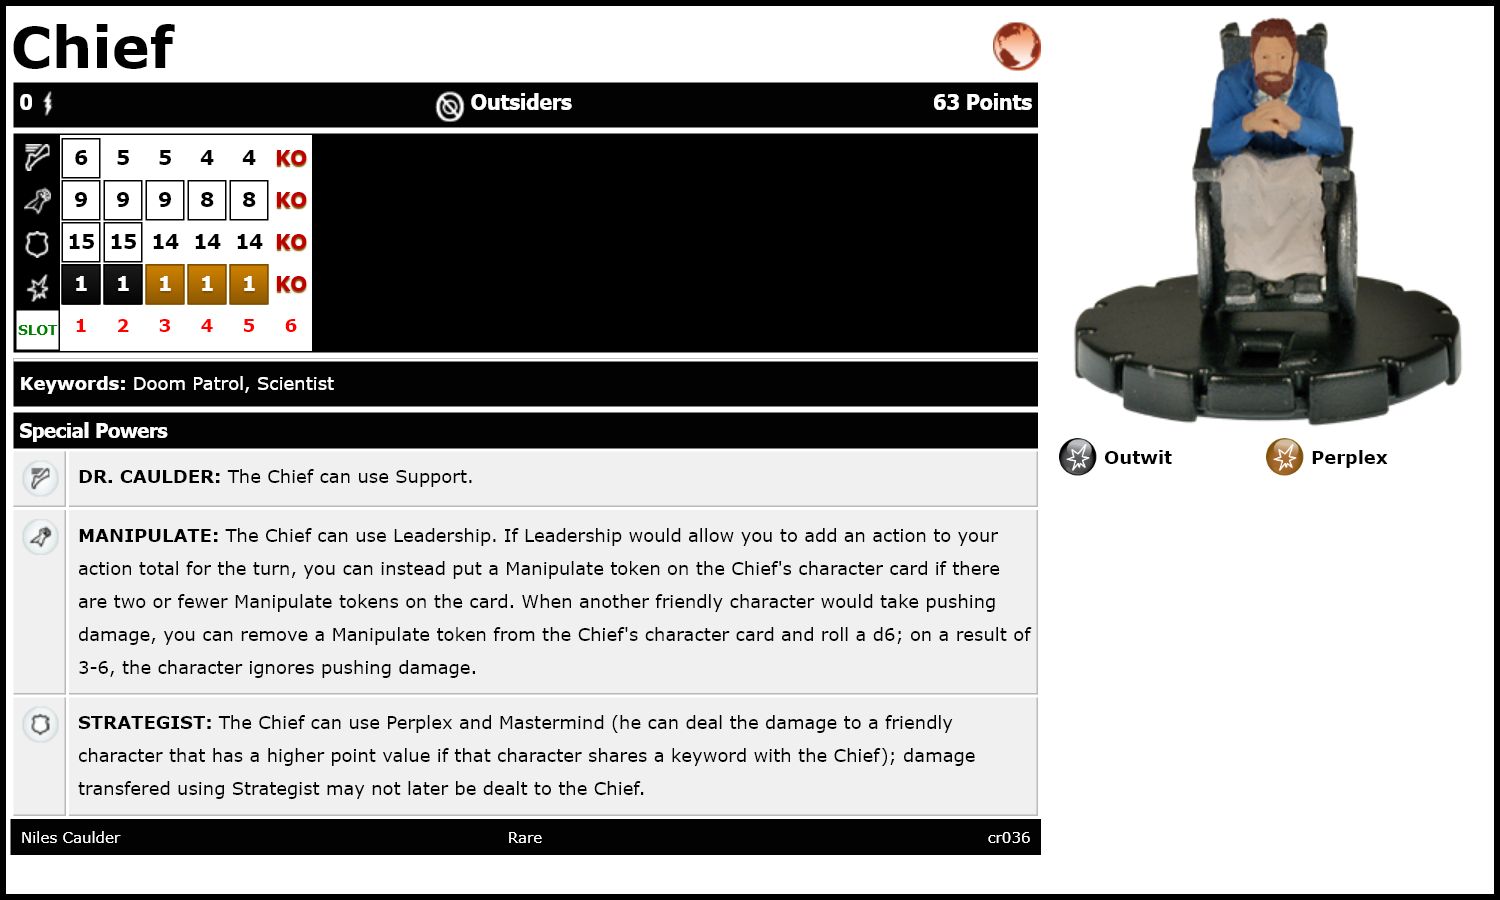 Chief
0 Outsiders 63 Points
6 5 5 4 4 KO
9 9 9 8 8 KO
15 15 14 14 14 KO
1 1 1 1 1 KO
SLOT 1 2 3 4 5 6
Keywords: Doom Patrol, Scientist
Special Powers
DR. CAULDER: The Chief can use Support.
MANIPULATE: The Chief can use Leadership. If Leadership would allow you to add an action to your
action total for the turn, you can instead put a Manipulate token on the Chief's character card if there
are two or fewer Manipulate tokens on the card. When another friendly character would take pushing
damage, you can remove a Manipulate token from the Chief's character card and roll a d6; on a result of
3-6, the character ignores pushing damage.
STRATEGIST: The Chief can use Perplex and Mastermind (he can deal the damage to a friendly
character that has a higher point value if that character shares a keyword with the Chief); damage
transfered using Strategist may not later be dealt to the Chief.
Niles Caulder Rare cr036
Outwit Perplex